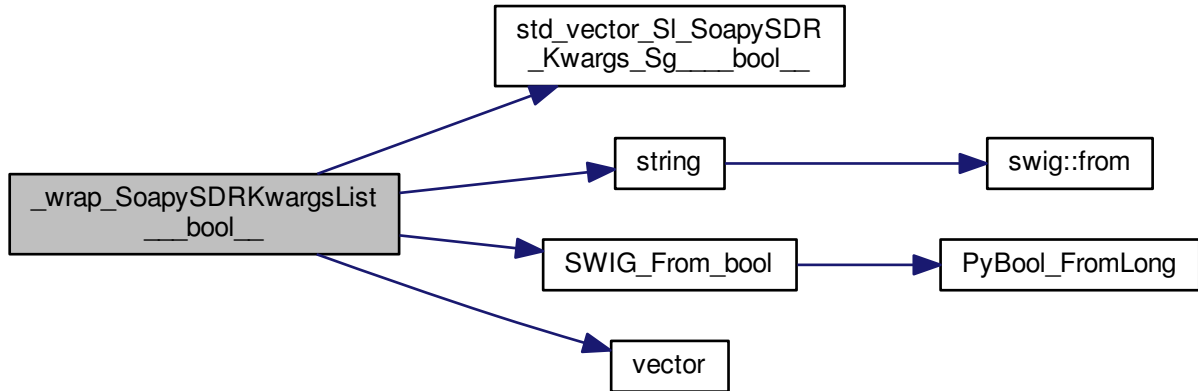 std_vector_Sl_SoapySDR
_Kwargs_Sg____bool__
string
swig::from
_wrap_SoapySDRKwargsList
___bool__
SWIG_From_bool
PyBool_FromLong
vector